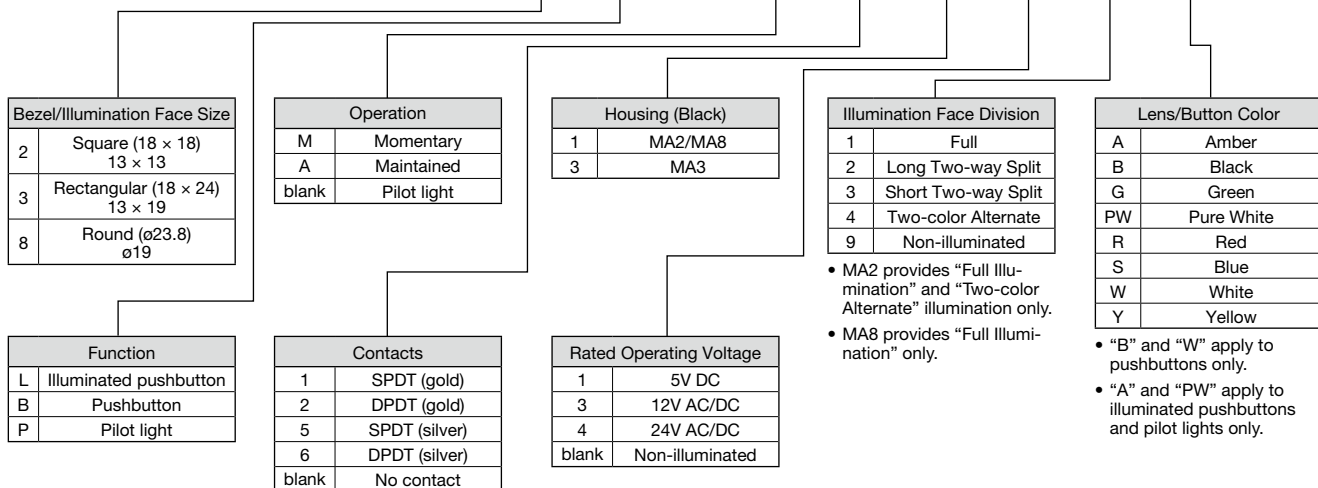 Bezel/Illumination Face Size
2 Square (18 × 18)
13 × 13
3 Rectangular (18 × 24)
13 × 19
8 Round (ø23.8)
ø19
Operation
M Momentary
A Maintained
blank Pilot light
Housing (Black)
1 MA2/MA8
3 MA3
Illumination Face Division
1 Full
2 Long Two-way Split
3 Short Two-way Split
4 Two-color Alternate
9 Non-illuminated
• MA2 provides “Full Illu-
mination” and “Two-color
Alternate” illumination only.
• MA8 provides “Full Illumi-
nation” only.
Lens/Button Color
A Amber
B Black
G Green
PW Pure White
R Red
S Blue
W White
Y Yellow
• “B” and “W” apply to
pushbuttons only.
• “A” and “PW” apply to
illuminated pushbuttons
and pilot lights only.
Function
L Illuminated pushbutton
B Pushbutton
P Pilot light
Contacts
1 SPDT (gold)
2 DPDT (gold)
5 SPDT (silver)
6 DPDT (silver)
blank No contact
Rated Operating Voltage
1 5V DC
3 12V AC/DC
4 24V AC/DC
blank Non-illuminated